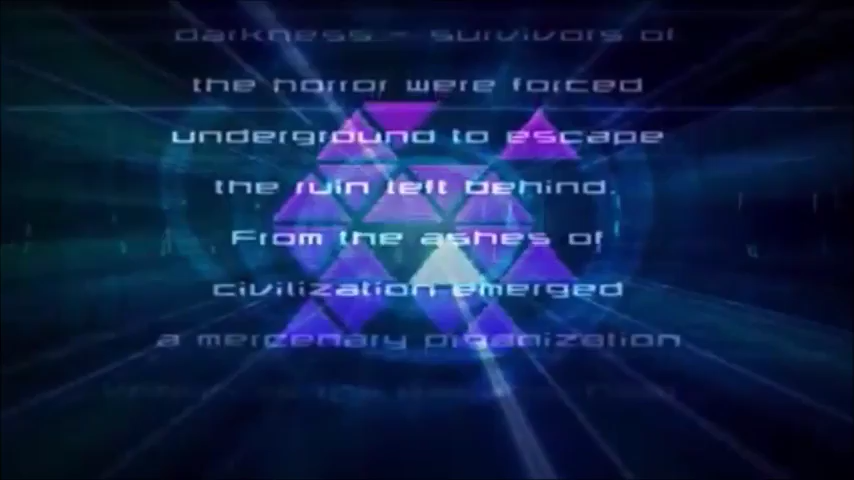 darkness - survivors of
the horror were forced
underground to escape
the ruin left behind.
From the ashes of
civilization emerged
a mercenary organization